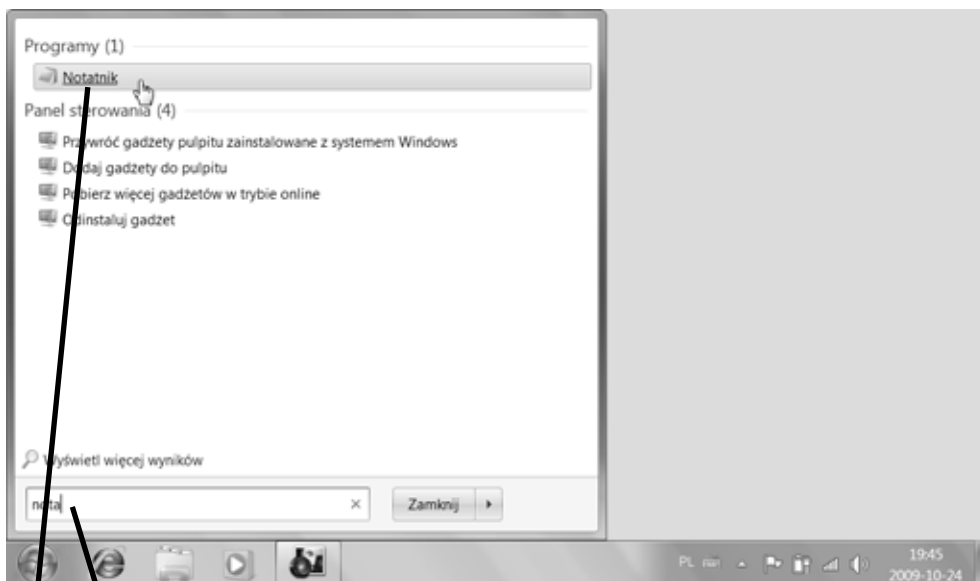 Programy (1)
Notatnik
Panel sterowania (4)
Przywróć gadżety pulpitu zainstalowane z systemem Windows
Dodaj gadżety do pulpitu
Pobierz więcej gadżetów w trybie online
Odinstaluj gadżet
Wyświetl więcej wyników
nota
Zamknij
PL
19:45
2009-10-24